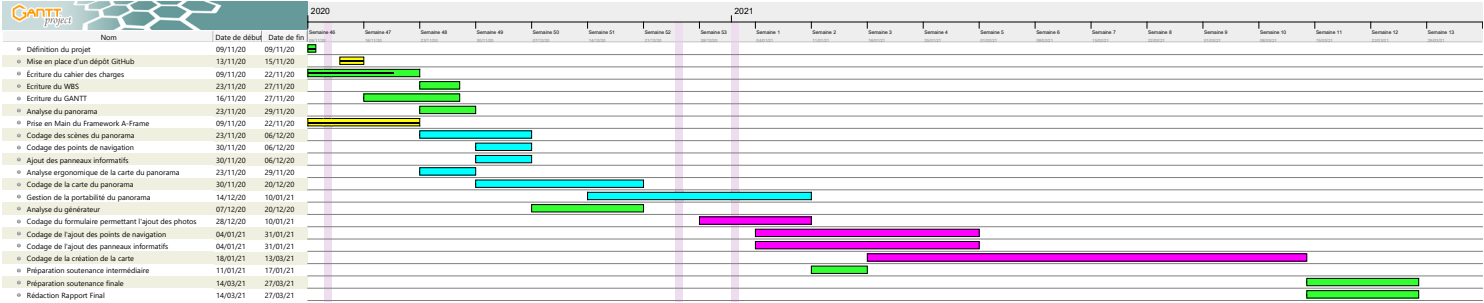 GANTT
project
2020
2021
Nom Date de début Date de fin
Semaine 46 Semaine 47 Semaine 48 Semaine 49 Semaine 50 Semaine 51 Semaine 52 Semaine 53 Semaine 1 Semaine 2 Semaine 3 Semaine 4 Semaine 5 Semaine 6 Semaine 7 Semaine 8 Semaine 9 Semaine 10 Semaine 11 Semaine 12 Semaine 13
Définition du projet 09/11/20 09/11/20
Mise en place d'un dépôt GitHub 13/11/20 15/11/20
Ecriture du cahier des charges 09/11/20 22/11/20
Ecriture du WBS 23/11/20 27/11/20
Ecriture du GANTT 16/11/20 27/11/20
Analyse du panorama 23/11/20 29/11/20
Prise en Main du Framework A-Frame 09/11/20 22/11/20
Codage des scènes du panorama 23/11/20 06/12/20
Codage des points de navigation 30/11/20 06/12/20
Ajout des panneaux informatifs 30/11/20 06/12/20
Analyse ergonomique de la carte du panorama 23/11/20 29/11/20
Codage de la carte du panorama 30/11/20 20/12/20
Gestion de la portabilité du panorama 14/12/20 10/01/21
Analyse du générateur 07/12/20 20/12/20
Codage du formulaire permettant l'ajout des photos 28/12/20 10/01/21
Codage de l'ajout des points de navigation 04/01/21 31/01/21
Codage de l'ajout des panneaux informatifs 04/01/21 31/01/21
Codage de la création de la carte 18/01/21 13/03/21
Préparation soutenance intermédiaire 11/01/21 17/01/21
Préparation soutenance finale 14/03/21 27/03/21
Rédaction Rapport Final 14/03/21 27/03/21